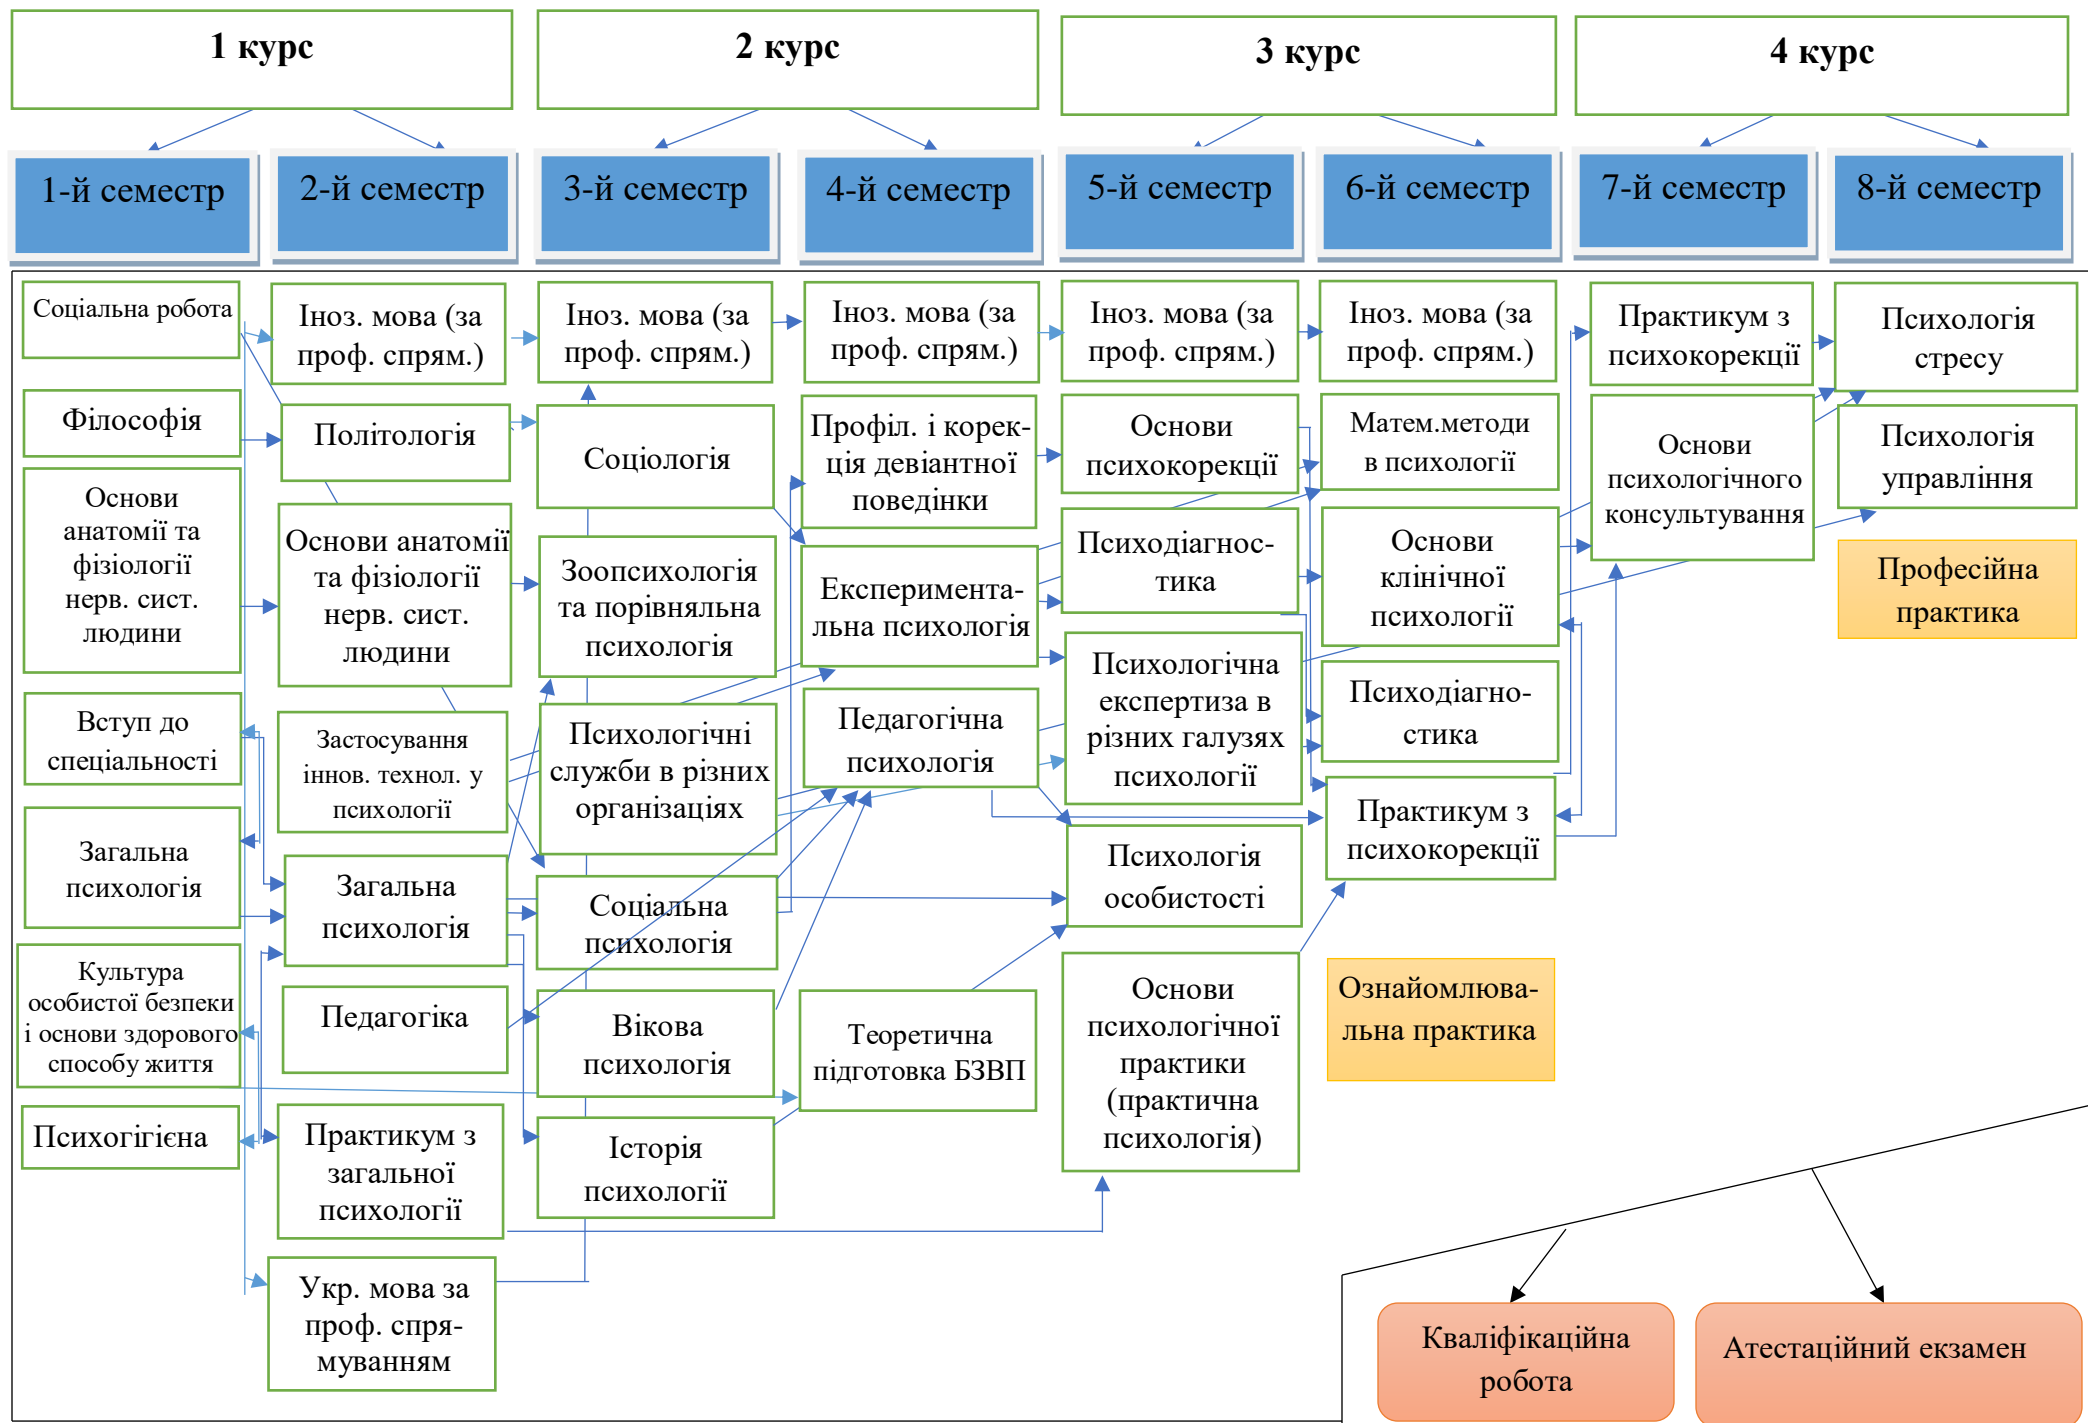 1 курс
2 курс
3 курс
4 курс
1-й семестр
2-й семестр
3-й семестр
4-й семестр
5-й семестр
6-й семестр
7-й семестр
8-й семестр
Соціальна робота
Філософія
Основи
анатомії та
фізіології
нерв. сист.
людини
Вступ до
спеціальності
Загальна
психологія
Культура
особистої безпеки
і основи здорового
способу життя
Психогігієна
Іноз. мова (за
проф. спрям.)
Політологія
Основи анатомії
та фізіології
нерв. сист.
людини
Застосування
іннов. технол. у
психології
Загальна
психологія
Педагогіка
Практикум з
загальної
психології
Укр. мова за
проф. спря-
муванням
Іноз. мова (за
проф. спрям.)
Соціологія
Зоопсихологія
та порівняльна
психологія
Психологічні
служби в різних
організаціях
Соціальна
психологія
Вікова
психологія
Історія
психології
Іноз. мова (за
проф. спрям.)
Профіл. і корек-
ція девіантної
поведінки
Експеримента-
льна психологія
Педагогічна
психологія
Теоретична
підготовка БЗВП
Іноз. мова (за
проф. спрям.)
Основи
психокорекції
Психодіагнос-
тика
Психологічна
експертиза в
різних галузях
психології
Психологія
особистості
Основи
психологічної
практики
(практична
психологія)
Іноз. мова (за
проф. спрям.)
Матем.методи
в психології
Основи
клінічної
психології
Психодіагно-
стика
Практикум з
психокорекції
Ознайомлюва-
льна практика
Практикум з
психокорекції
Основи
психологічного
консультування
Психологія
стресу
Психологія
управління
Професійна
практика
Кваліфікаційна
робота
Атестаційний екзамен